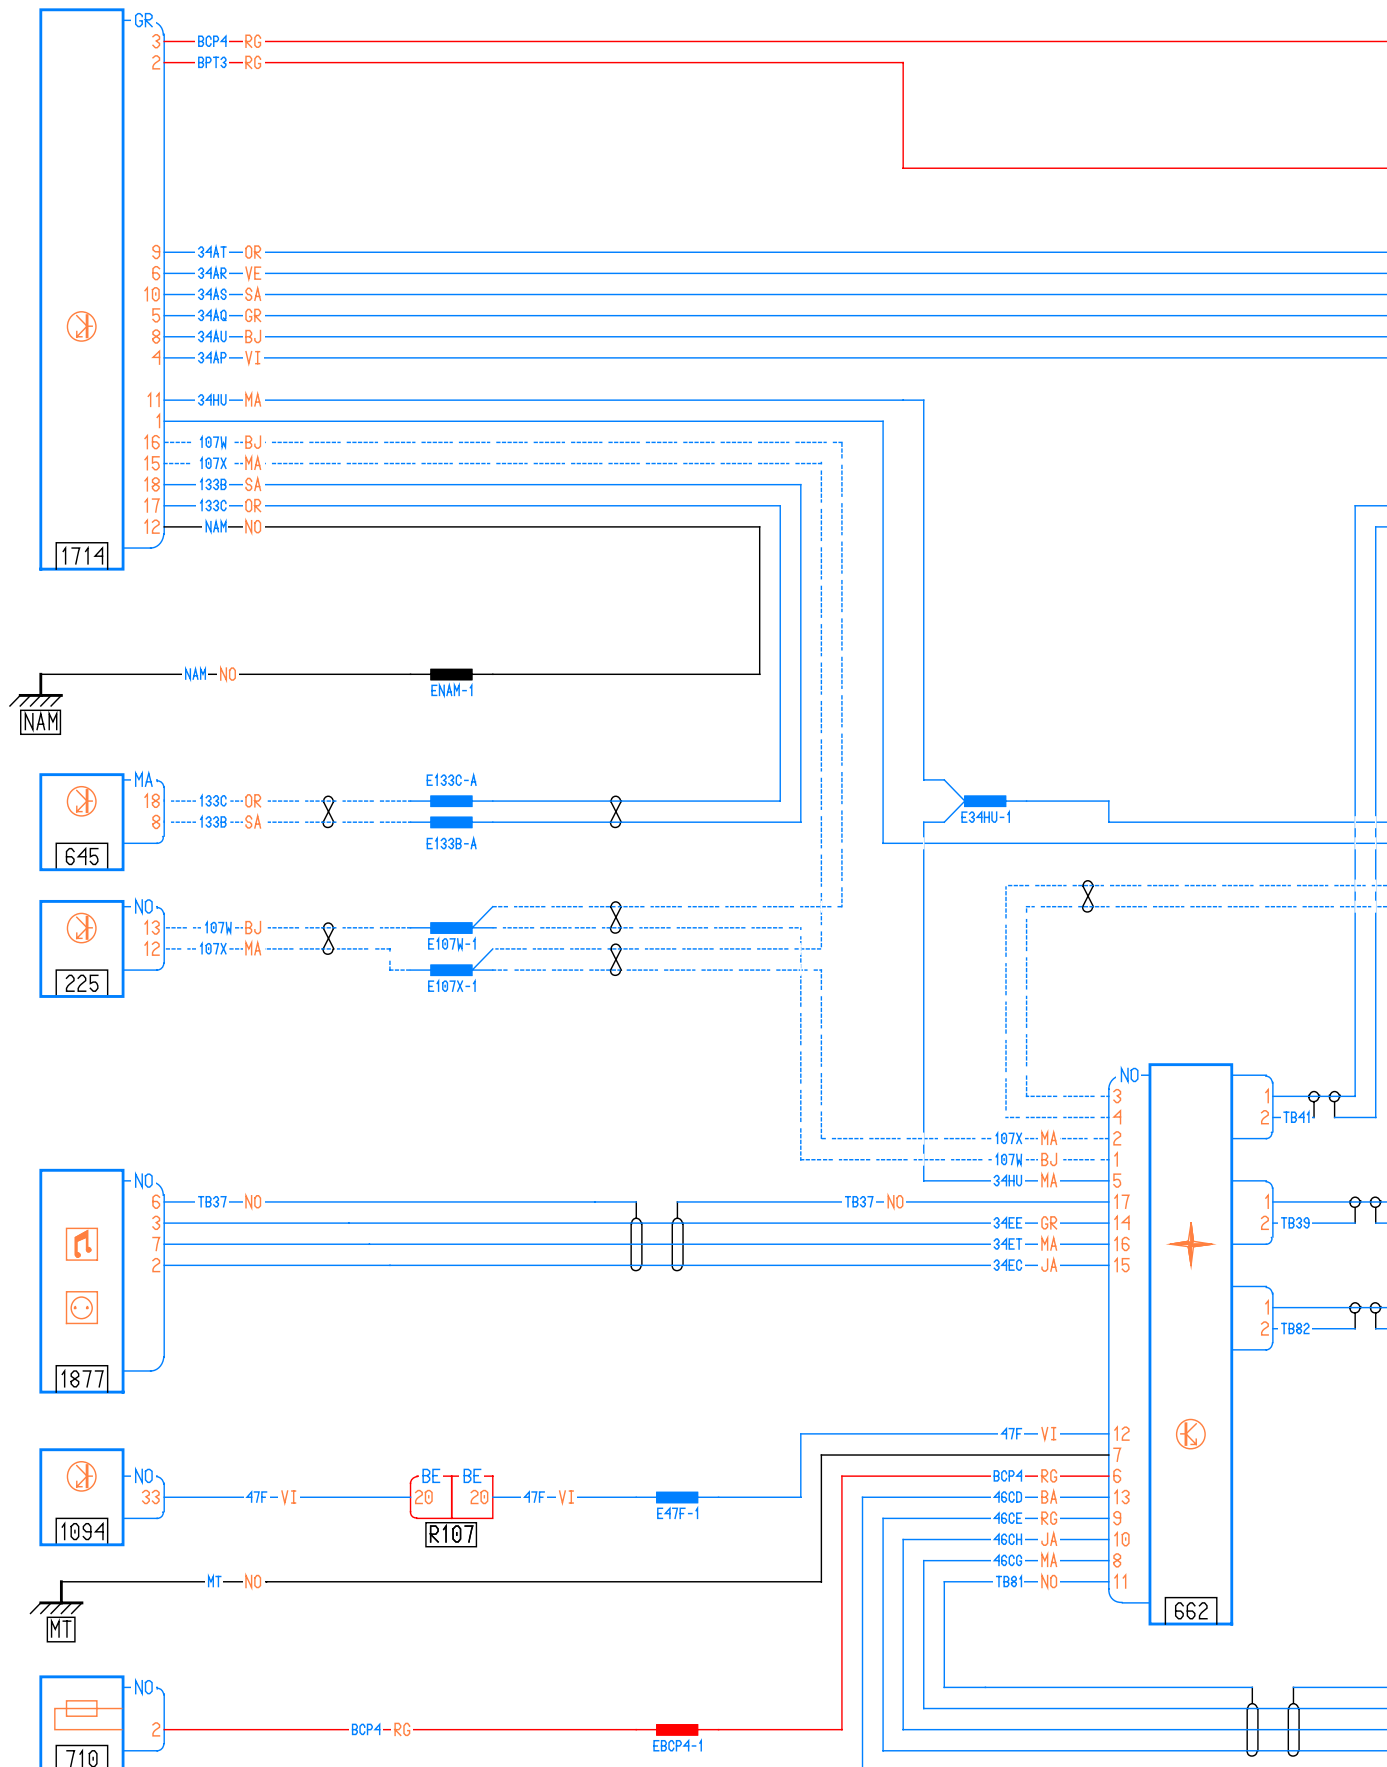 GR
3 BCP4 RG
2 BPT3 RG
9 34AT OR
6 34AR VE
10 34AS SA
5 34AQ GR
8 34AU BJ
4 34AP VI
11 34HU MA
1
16 107W BJ
15 107X MA
18 133B SA
17 133C OR
12 NAM NO
1714
NAM NO
ENAM-1
NAM
MA
E133C-A
18 133C OR
8 133B SA
E133B-A
E34HU-1
645
NO
13 107W BJ
12 107X MA
E107W-1
E107X-1
225
NO
3 1
4 2 TB41
107X MA 2
107W BJ 1
34HU MA 5
NO
6 TB37 NO TB37 NO 17 1
3 34EE GR 14 2 TB39
7 34ET MA 16
2 34EC JA 15
1
2 TB82
1877
47F VI 12
7
NO BE BE BCP4 RG 6
33 47F VI 20 20 47F VI 46CD BA 13
E47F-1
46CE RG 9
1094 R107
46CH JA 10
46CG MA 8
MT NO TB81 NO 11
662
MT
NO
2 BCP4 RG
EBCP4-1
710